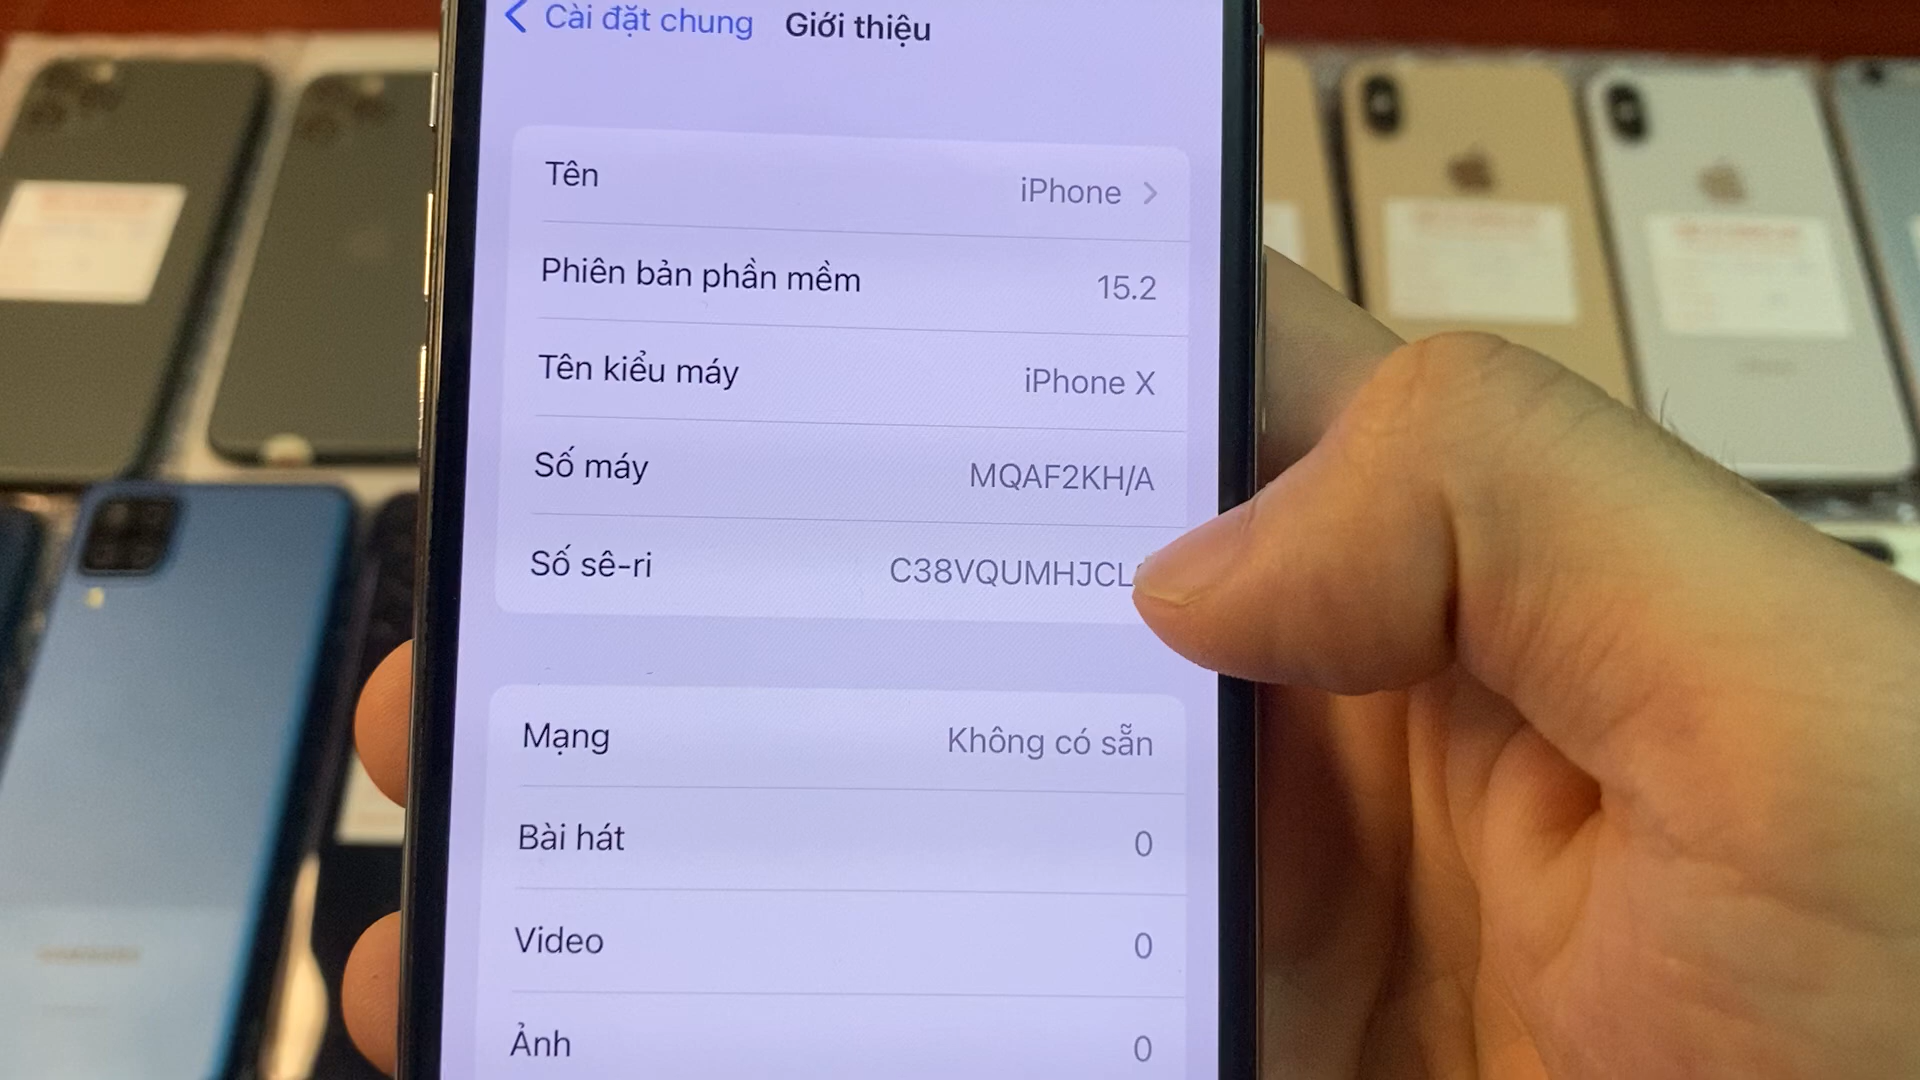 Cài đặt chung Giới thiệu
Tên iPhone
Phiên bản phần mềm 15.2
Tên kiểu máy iPhone X
Số máy MQAF2KH/A
Số sê-ri C38VQUMHJCL
Mạng Không có sẵn
Bài hát 0
Video 0
Ảnh 0